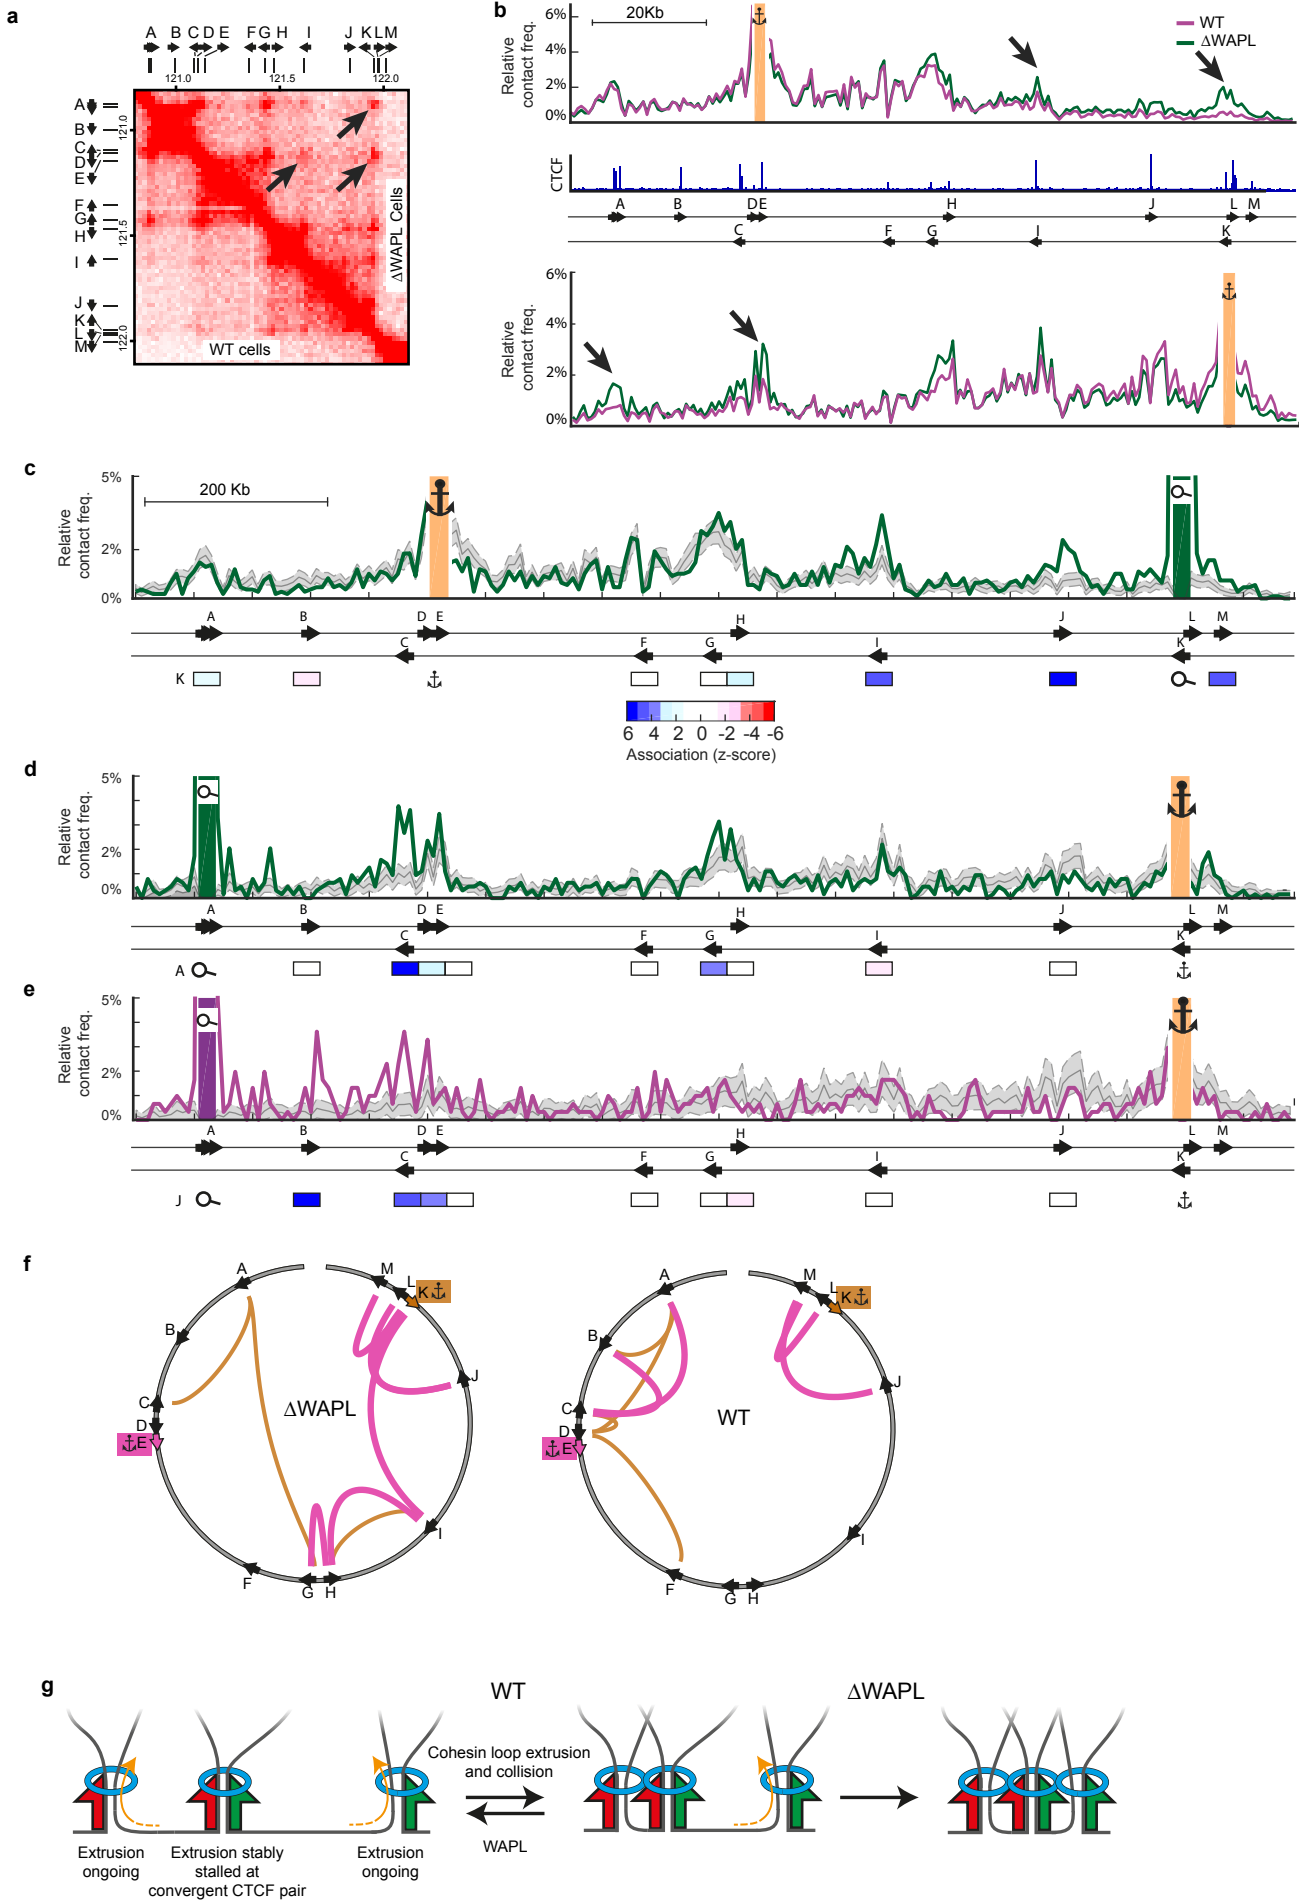 a
A B C D E F G H I J K L M
121.0 121.5 122.0
A
B
C
D
E
F
G
H
I
J
K
L
M
121.0
121.5
122.0
WT cells
ΔWAPL Cells
b
Relative
contact freq.
6%
4%
2%
0%
20Kb
WT
ΔWAPL
CTCF
A B D E H J L M
C F G I K
Relative
contact freq.
6%
4%
2%
0%
c
Relative
contact freq.
5%
2%
0%
200 Kb
A B D E H J L M
C F G I K
K
6 4 2 0 -2 -4 -6
Association (z-score)
d
Relative
contact freq.
5%
2%
0%
A B D E H J L M
C F G I K
A
e
Relative
contact freq.
5%
2%
0%
A B D E H J L M
C F G I K
J
f
A
B
C
D
E
F
G
H
I
J
K
L
M
ΔWAPL
A
B
C
D
E
F
G
H
I
J
K
L
M
WT
g
WT
ΔWAPL
Cohesin loop extrusion
and collision
WAPL
Extrusion
ongoing
Extrusion stably
stalled at
convergent CTCF pair
Extrusion
ongoing